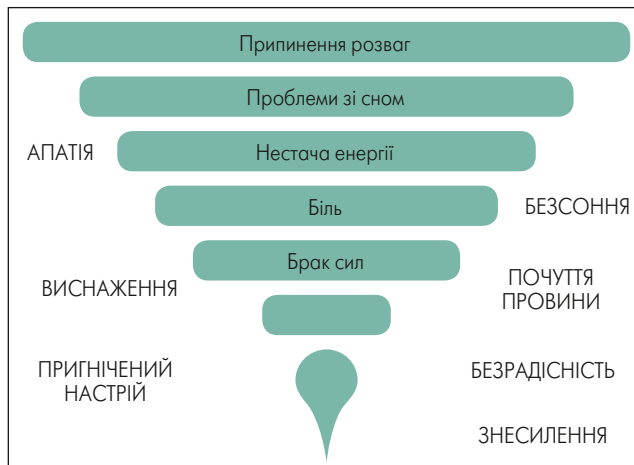 Припинення розваг
Проблеми зі сном
АПАТІЯ
Нестача енергії
Біль
БЕЗСОННЯ
Брак сил
ВИСНАЖЕННЯ
ПОЧУТТЯ
ПРОВИНИ
ПРИГНІЧЕНИЙ
НАСТРІЙ
БЕЗРАДІСНІСТЬ
ЗНЕСИЛЕННЯ